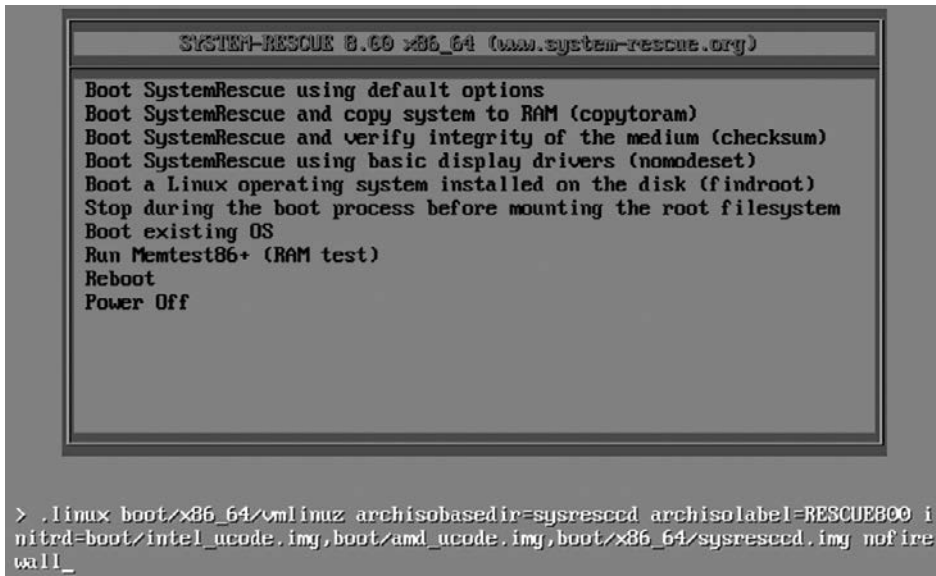 SYSTEM-RESCUE 8.00 x86_64 (www.system-rescue.org)
Boot SystemRescue using default options
Boot SystemRescue and copy system to RAM (copytoram)
Boot SystemRescue and verify integrity of the medium (checksum)
Boot SystemRescue using basic display drivers (nomodeset)
Boot a Linux operating system installed on the disk (findroot)
Stop during the boot process before mounting the root filesystem
Boot existing OS
Run Memtest86+ (RAM test)
Reboot
Power Off
> .linux boot/x86_64/vmlinuz archisobasedir=sysresccd archisolabel=RESCUE800 i
nitrd=boot/intel_ucode.img,boot/amd_ucode.img,boot/x86_64/sysresccd.img nofire
wall_